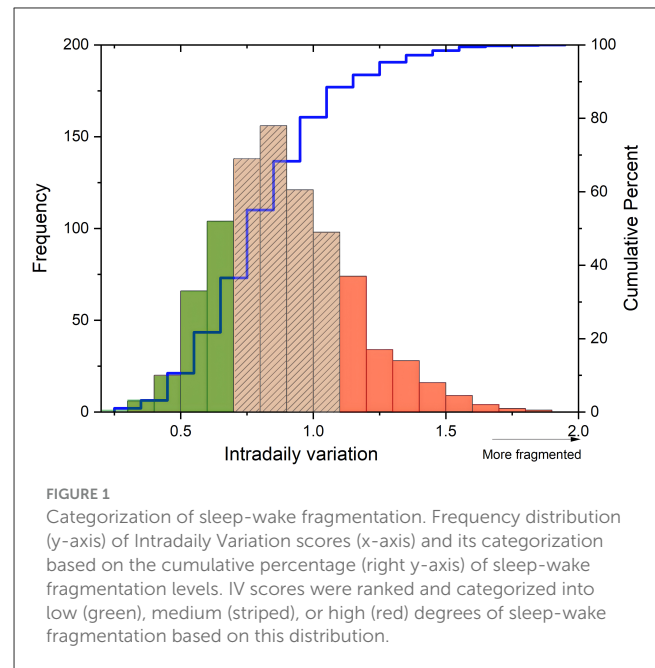 200
150
100
50
0
Frequency
100
80
60
40
20
0
Cumulative Percent
0.5
1.0
1.5
2.0
Intradaily variation
More fragmented
FIGURE 1
Categorization of sleep-wake fragmentation. Frequency distribution
(y-axis) of Intradaily Variation scores (x-axis) and its categorization
based on the cumulative percentage (right y-axis) of sleep-wake
fragmentation levels. IV scores were ranked and categorized into
low (green), medium (striped), or high (red) degrees of sleep-wake
fragmentation based on this distribution.